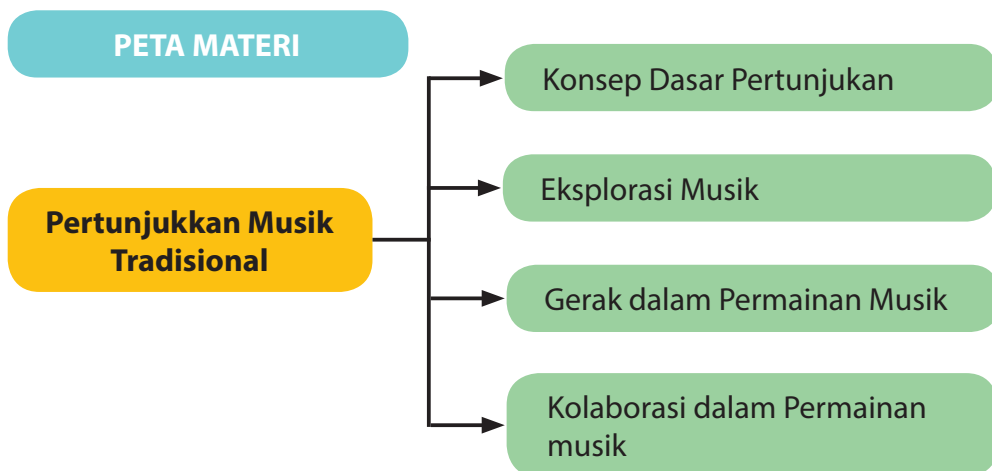 PETA MATERI
Pertunjukkan Musik
Tradisional
Konsep Dasar Pertunjukan
Eksplorasi Musik
Gerak dalam Permainan Musik
Kolaborasi dalam Permainan
musik